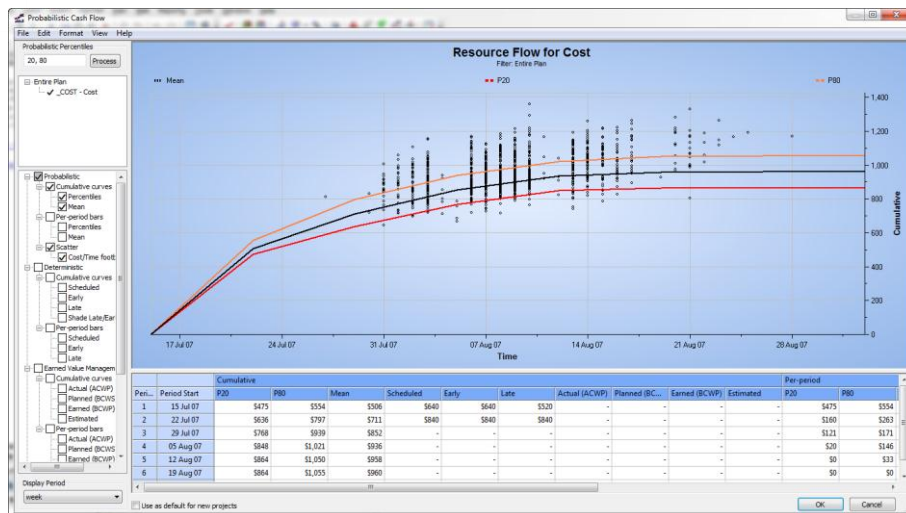 Probabilistic Cash Flow
File Edit Format View Help
Probabilistic Percentiles
20, 80 Process
Entire Plan
_COST - Cost
Probabilistic
Cumulative curves
Percentiles
Mean
Per-period bars
Percentiles
Mean
Scatter
Cost/Time footb
Deterministic
Cumulative curves
Scheduled
Early
Late
Shade Late/Ear
Per-period bars
Scheduled
Early
Late
Earned Value Managem
Cumulative curves
Actual (ACWP)
Planned (BCWS
Earned (BCWP)
Estimated
Per-period bars
Actual (ACWP)
Planned (BCWS
Earned (BCWP)
Display Period
week
Resource Flow for Cost
Filter: Entire Plan
Mean P20 P80
1,400
1,200
1,000
800
600
400
200
0
Cumulative
17 Jul 07 24 Jul 07 31 Jul 07 07 Aug 07 14 Aug 07 21 Aug 07 28 Aug 07
Time
Cumulative Per-period
Peri... Period Start P20 P80 Mean Scheduled Early Late Actual (ACWP) Planned (BC... Earned (BCWP) Estimated P20 P80
1 15 Jul 07 $475 $554 $506 $640 $640 $520 - - - - $475 $554
2 22 Jul 07 $636 $797 $711 $840 $840 $840 - - - - $160 $263
3 29 Jul 07 $768 $939 $852 - - - - - - - $121 $171
4 05 Aug 07 $848 $1,021 $936 - - - - - - - $20 $146
5 12 Aug 07 $864 $1,050 $958 - - - - - - - $0 $33
6 19 Aug 07 $864 $1,055 $960 - - - - - - - $0 $0
Use as default for new projects
OK Cancel